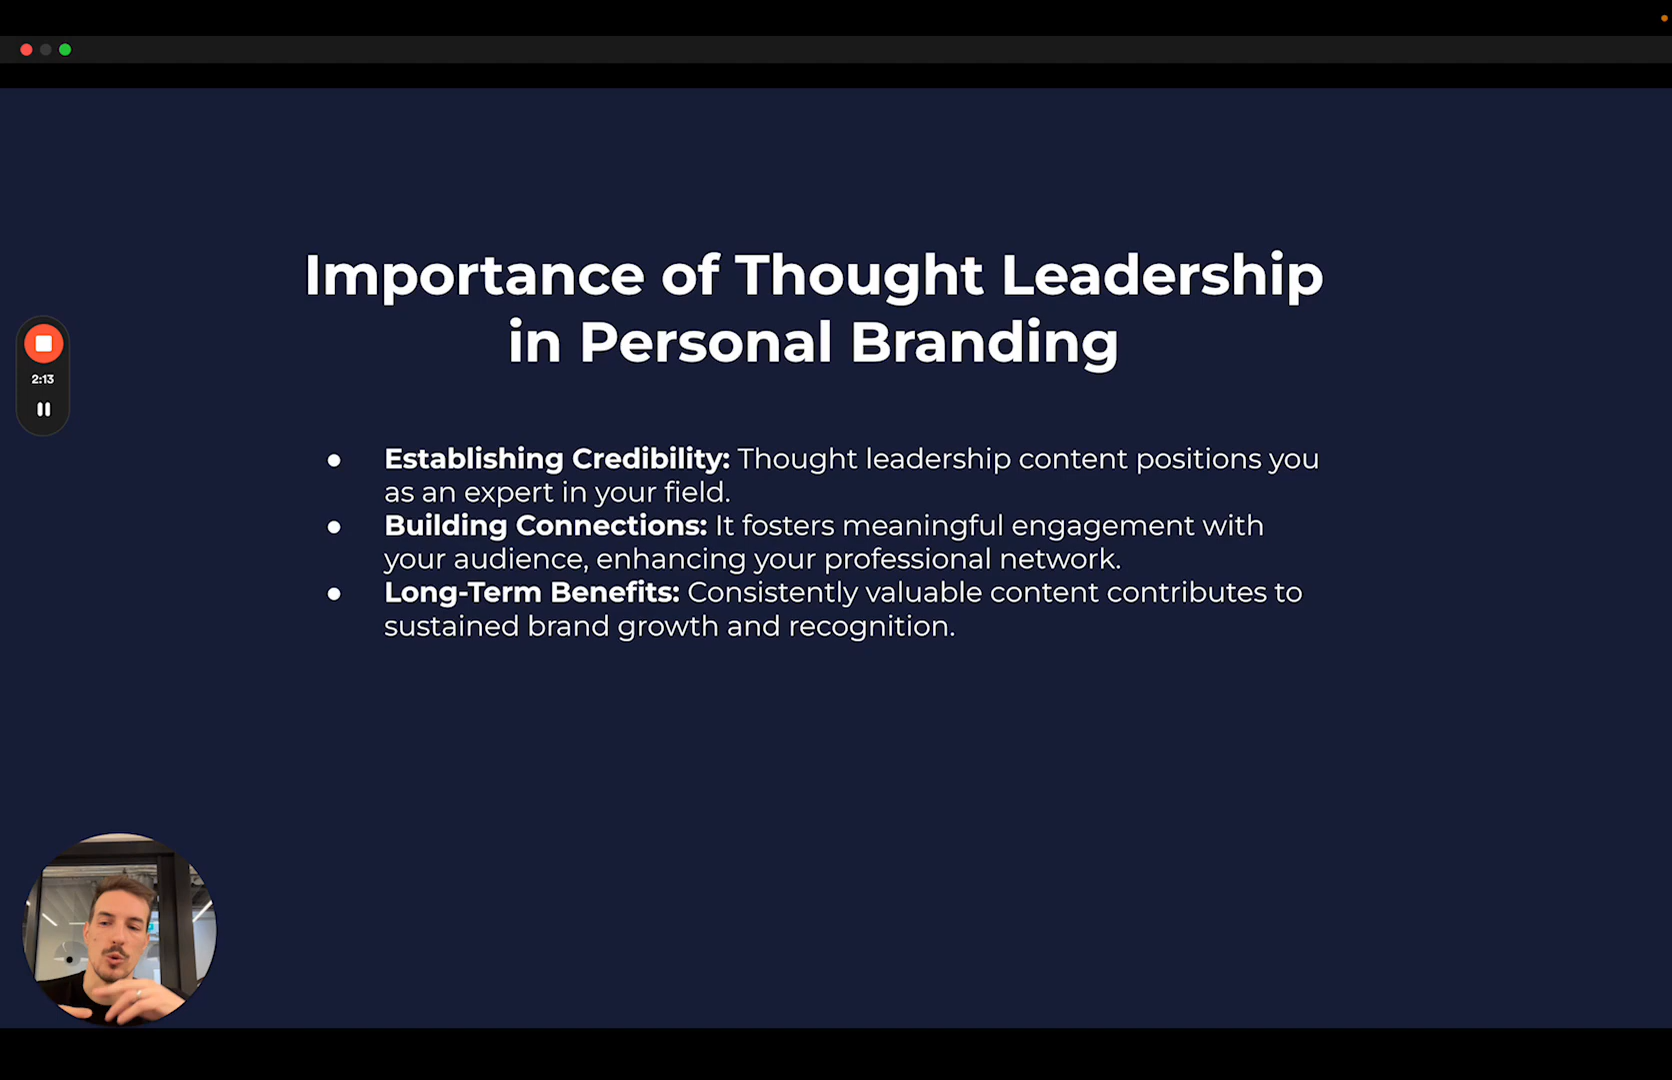 Importance of Thought Leadership
in Personal Branding
2:13
● Establishing Credibility: Thought leadership content positions you
as an expert in your field.
● Building Connections: It fosters meaningful engagement with
your audience, enhancing your professional network.
● Long-Term Benefits: Consistently valuable content contributes to
sustained brand growth and recognition.